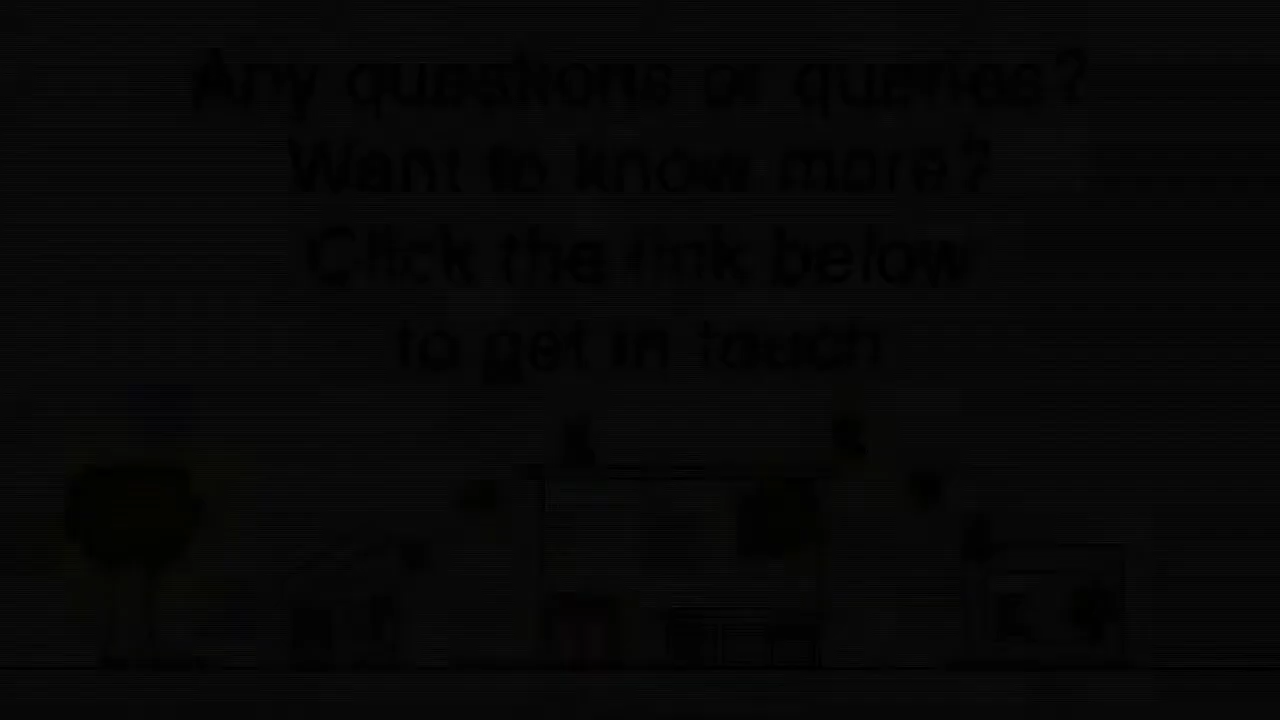 Any questions or queries?
Want to know more?
Click the link below
to get in touch